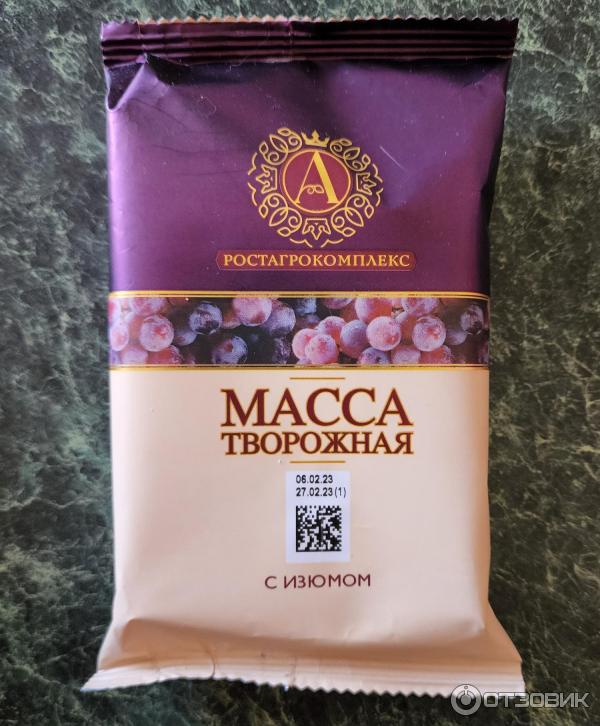 А
РОСТАГРОКОМПЛЕКС
МАССА
ТВОРОЖНАЯ
06.02.23
27.02.23(1)
С ИЗЮМОМ
ОТЗОВИК